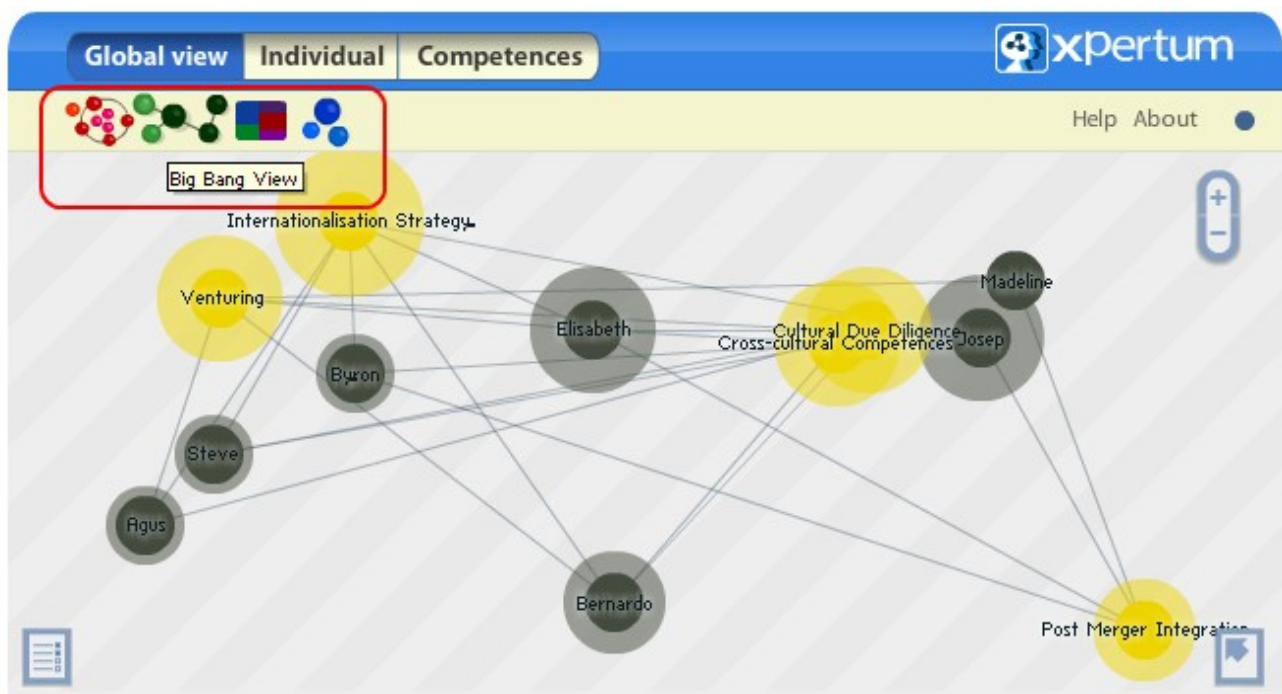 Global view Individual Competences xpertum
Help About
Big Bang View
Internationalisation Strategy
Madeline
Venturing
Elisabeth
Cultural Due Diligence
Cross-cultural Competences
Josep
Byron
Steve
Agus
Bernardo
Post Merger Integration